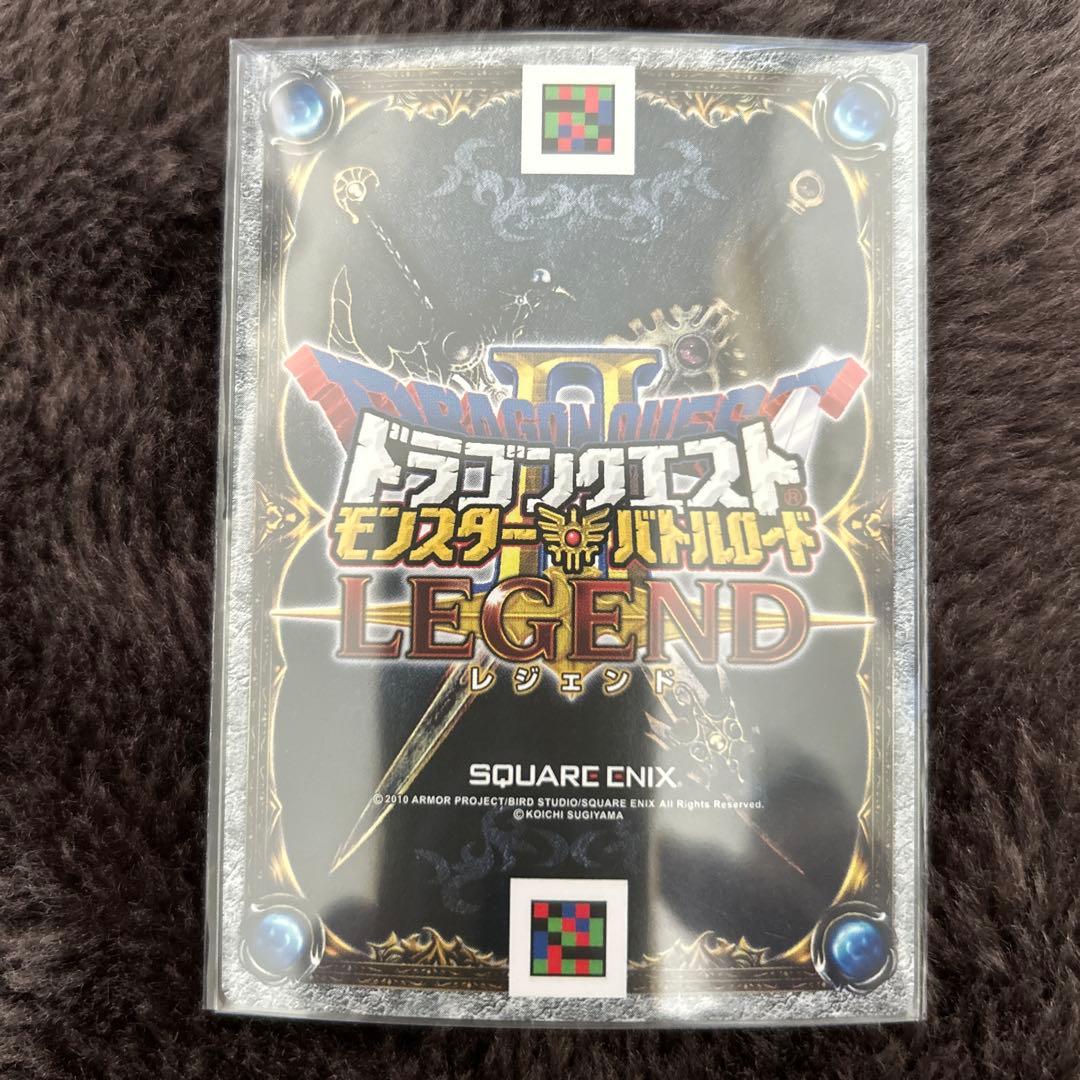 II
DRAGON QUEST
ドラゴンクエスト®
モンスターバトルロード
LEGEND
レジェンド
SQUARE ENIX®
© 2010 ARMOR PROJECT/BIRD STUDIO/SQUARE ENIX All Rights Reserved.
© KOICHI SUGIYAMA